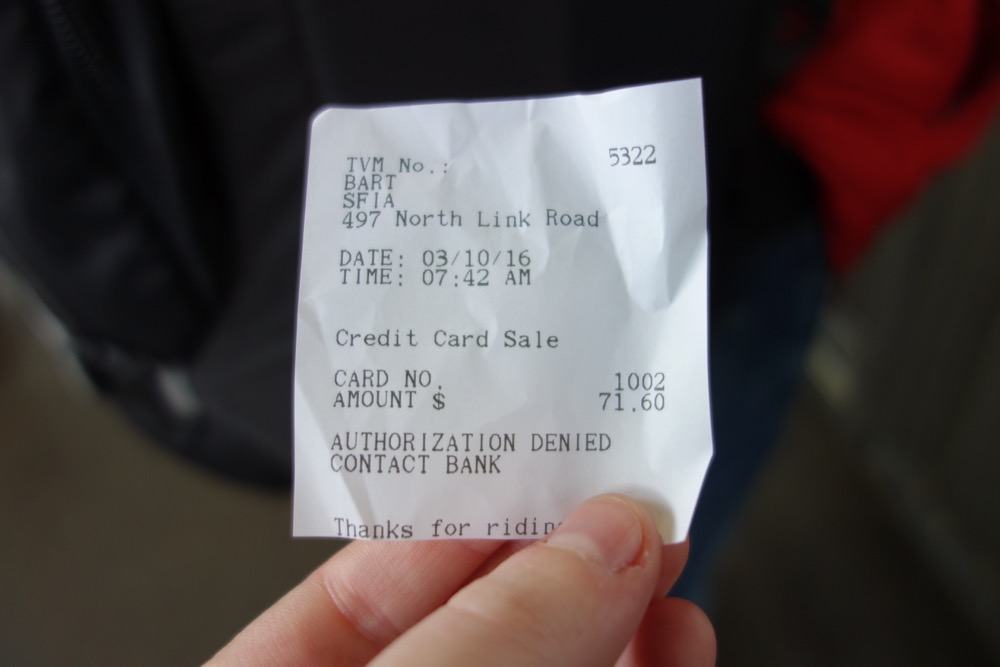 TVM No.: 5322
BART
SFIA
497 North Link Road
DATE: 03/10/16
TIME: 07:42 AM
Credit Card Sale
CARD NO. 1002
AMOUNT $ 71.60
AUTHORIZATION DENIED
CONTACT BANK
Thanks for riding